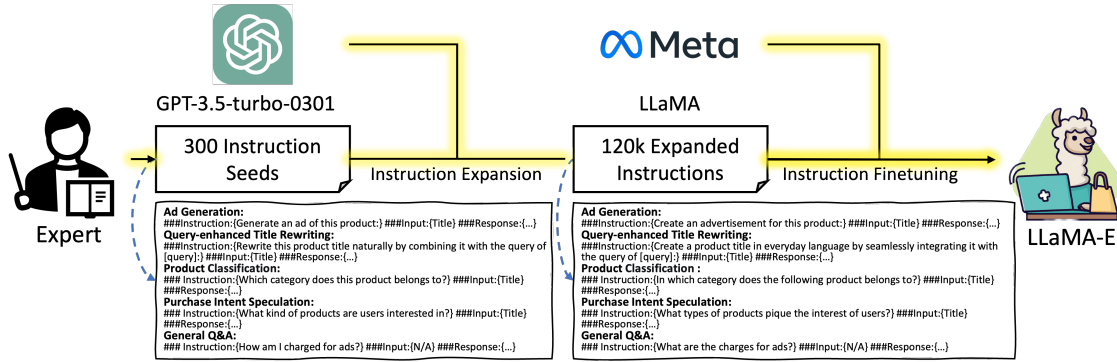 Meta
GPT-3.5-turbo-0301
LLaMA
300 Instruction
Seeds
Instruction Expansion
120k Expanded
Instructions
Instruction Finetuning
Expert
LLaMA-E
Ad Generation:
###Instruction:{Generate an ad of this product:} ###Input:{Title} ###Response:{...}
Query-enhanced Title Rewriting:
###Instruction:{Rewrite this product title naturally by combining it with the query of
[query]:} ###Input:{Title} ###Response:{...}
Product Classification:
### Instruction:{Which category does this product belongs to?} ###Input:{Title}
###Response:{...}
Purchase Intent Speculation:
### Instruction:{What kind of products are users interested in?} ###Input:{Title}
###Response:{...}
General Q&A:
### Instruction:{How am I charged for ads?} ###Input:{N/A} ###Response:{...}
Ad Generation:
###Instruction:{Create an advertisement for this product:} ###Input:{Title} ###Response:{...}
Query-enhanced Title Rewriting:
###Instruction:{Create a product title in everyday language by seamlessly integrating it with
the query of [query]:} ###Input:{Title} ###Response:{...}
Product Classification :
### Instruction:{In which category does the following product belongs to?} ###Input:{Title}
###Response:{...}
Purchase Intent Speculation:
### Instruction:{What types of products pique the interest of users?} ###Input:{Title}
###Response:{...}
General Q&A:
### Instruction:{What are the charges for ads?} ###Input:{N/A} ###Response:{...}